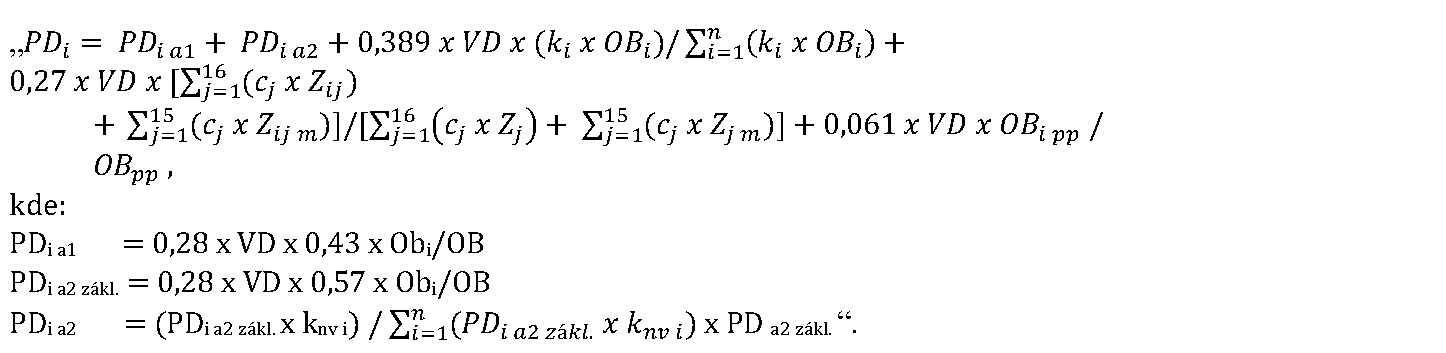 „PDᵢ = PDᵢ ₐ₁ + PDᵢ ₐ₂ + 0,389 x VD x (kᵢ x OBᵢ)/ ∑ⁿᵢ₌₁(kᵢ x OBᵢ) +
0,27 x VD x [∑¹⁶ⱼ₌₁(cⱼ x Zᵢⱼ)
+ ∑¹⁵ⱼ₌₁(cⱼ x Zᵢⱼ ₘ)]/[∑¹⁶ⱼ₌₁(cⱼ x Zⱼ) + ∑¹⁵ⱼ₌₁(cⱼ x Zⱼ ₘ)] + 0,061 x VD x OBᵢ ₚₚ /
OBₚₚ ,
kde:
PDi a1 = 0,28 x VD x 0,43 x Obi/OB
PDi a2 zákl. = 0,28 x VD x 0,57 x Obi/OB
PDi a2 = (PDi a2 zákl. x knv i) / ∑ⁿᵢ₌₁(PDi a2 zákl. x knv i) x PD a2 zákl.“.